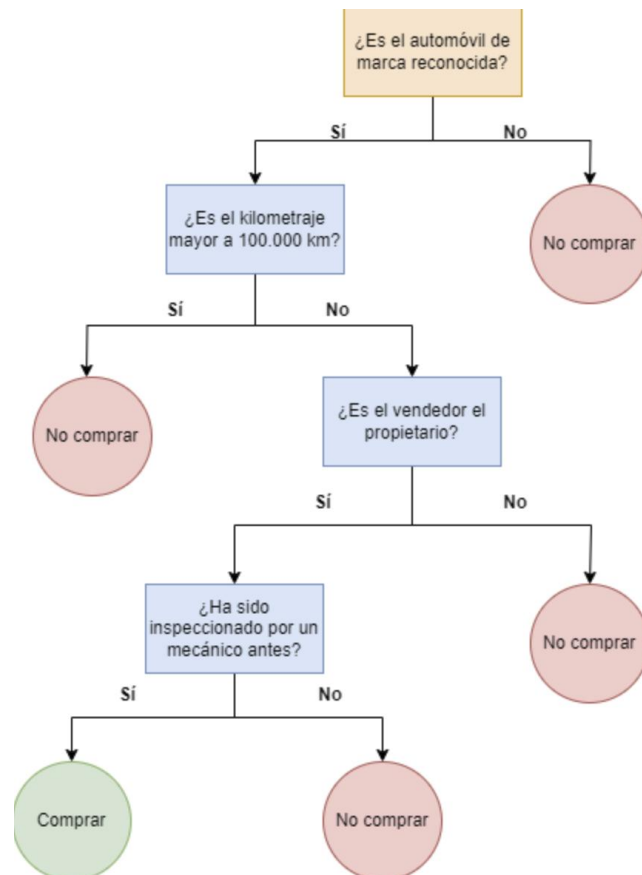 ¿Es el automóvil de
marca reconocida?
Sí
No
¿Es el kilometraje
mayor a 100.000 km?
No comprar
Sí
No
No comprar
¿Es el vendedor el
propietario?
Sí
No
¿Ha sido
inspeccionado por un
mecánico antes?
No comprar
Sí
No
Comprar
No comprar